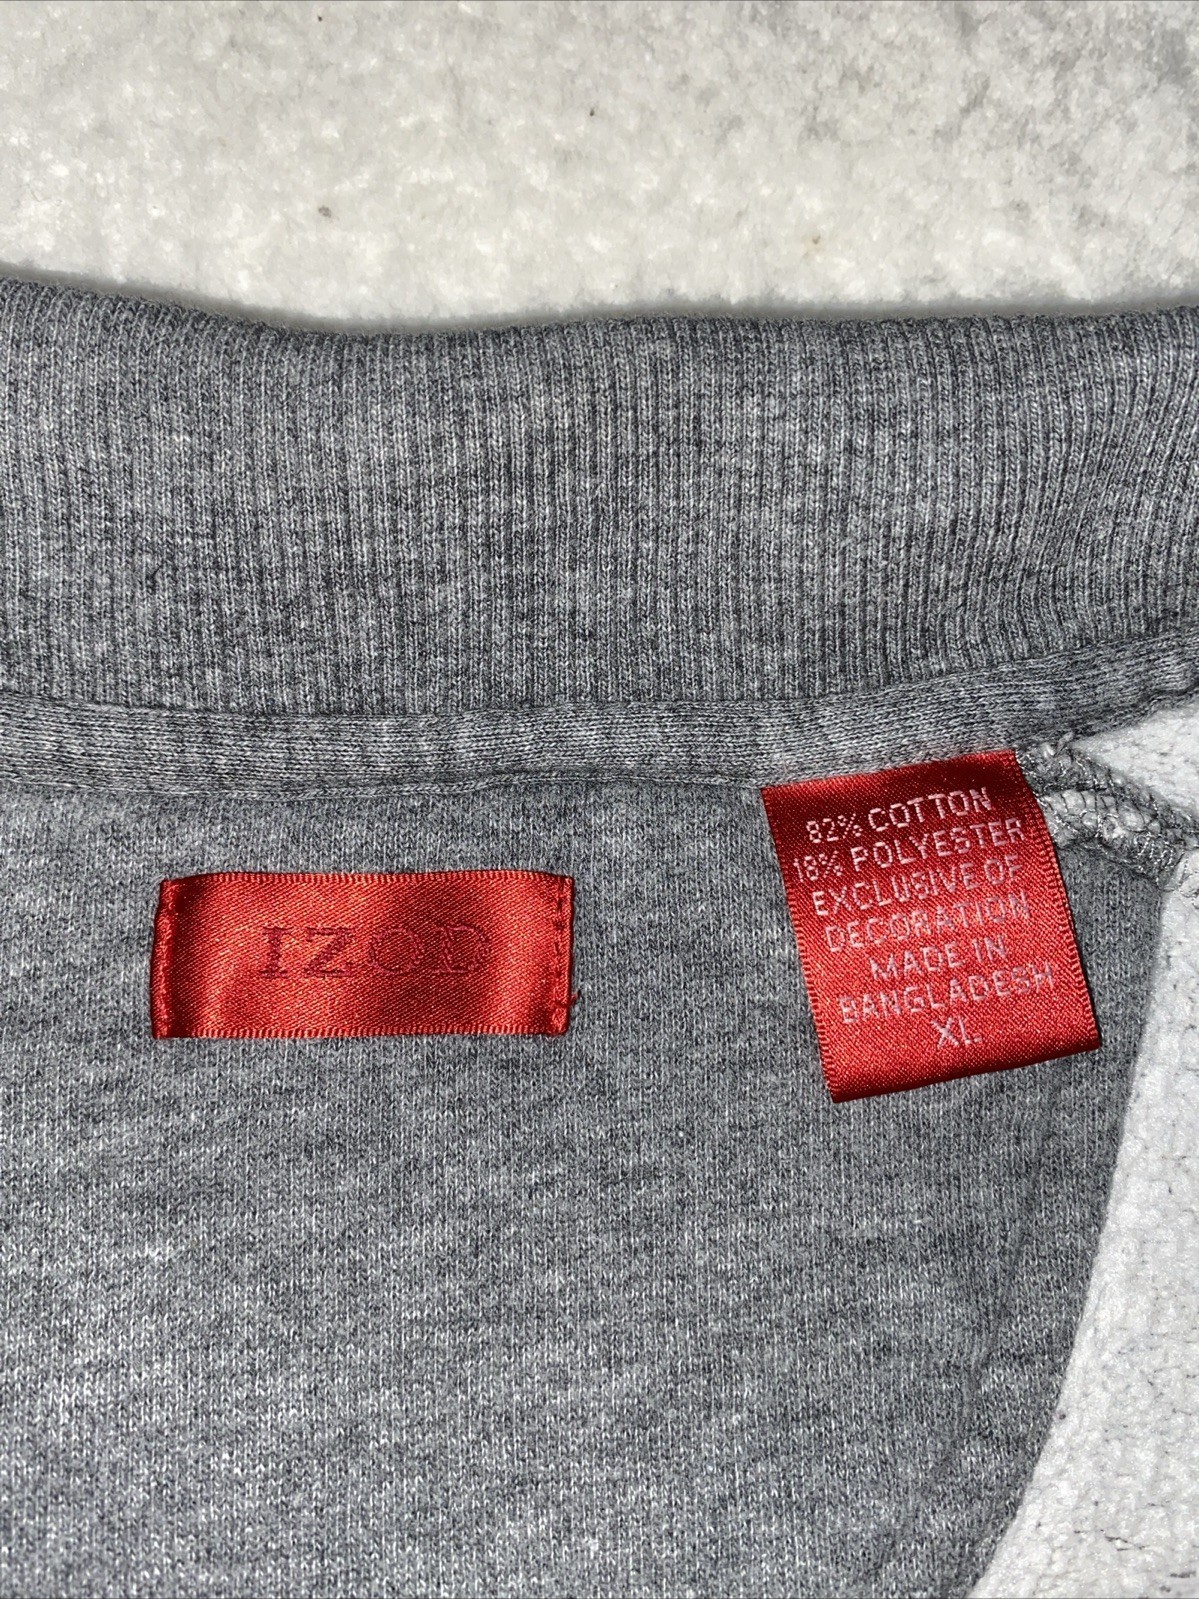 IZOD
82% COTTON
18% POLYESTER
EXCLUSIVE OF
DECORATION
MADE IN
BANGLADESH
XL